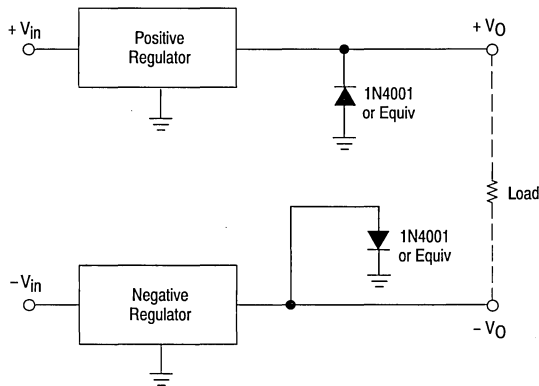 + Vin
Positive
Regulator
+ VO
1N4001
or Equiv
Load
1N4001
or Equiv
− Vin
Negative
Regulator
− VO